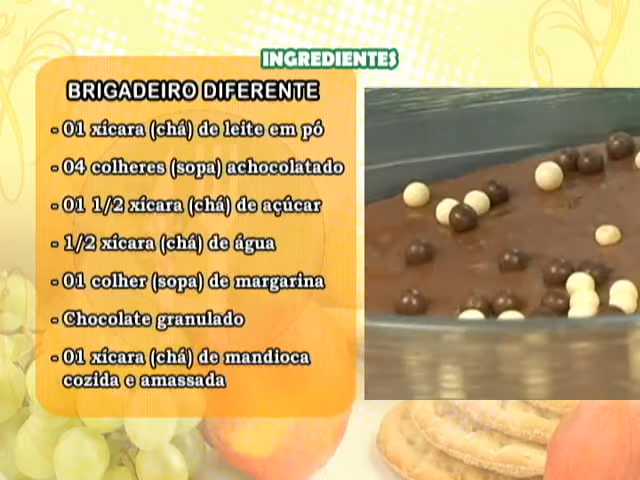 INGREDIENTES
BRIGADEIRO DIFERENTE
- 01 xícara (chá) de leite em pó
- 04 colheres (sopa) achocolatado
- 01 1/2 xícara (chá) de açúcar
- 1/2 xícara (chá) de água
- 01 colher (sopa) de margarina
- Chocolate granulado
- 01 xícara (chá) de mandioca
cozida e amassada